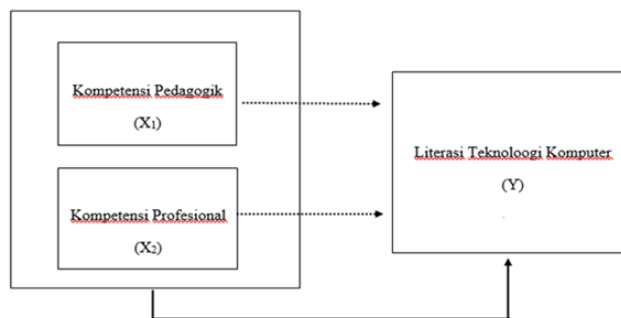 Kompetensi Pedagogik
(X₁)
Literasi Teknoloogi Komputer
(Y)
Kompetensi Profesional
(X₂)